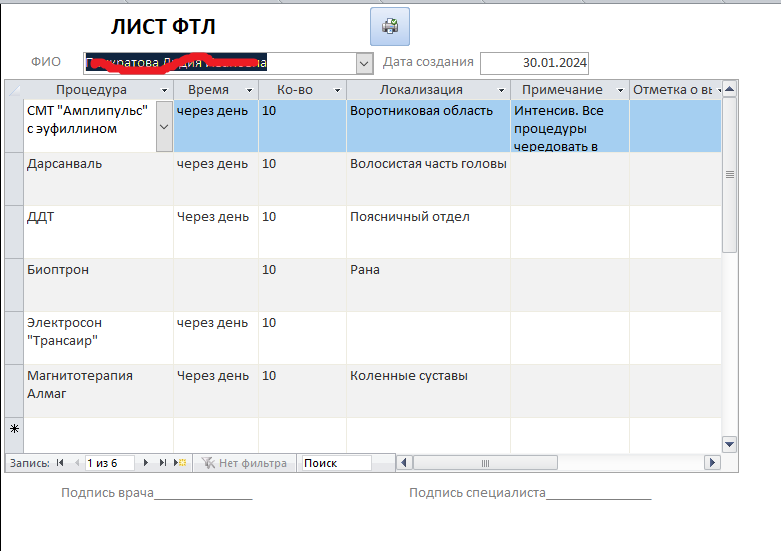 ЛИСТ ФТЛ
ФИО Дата создания 30.01.2024
Процедура Время Ко-во Локализация Примечание Отметка о вы
СМТ "Амплипульс" через день 10 Воротниковая область Интенсив. Все
с эуфиллином процедуры
чередовать в
Дарсанваль через день 10 Волосистая часть головы
ДДТ Через день 10 Поясничный отдел
Биоптрон 10 Рана
Электросон через день 10
"Трансаир"
Магнитотерапия Через день 10 Коленные суставы
Алмаг
Запись: 1 из 6 Нет фильтра Поиск
Подпись врача______________ Подпись специалиста______________